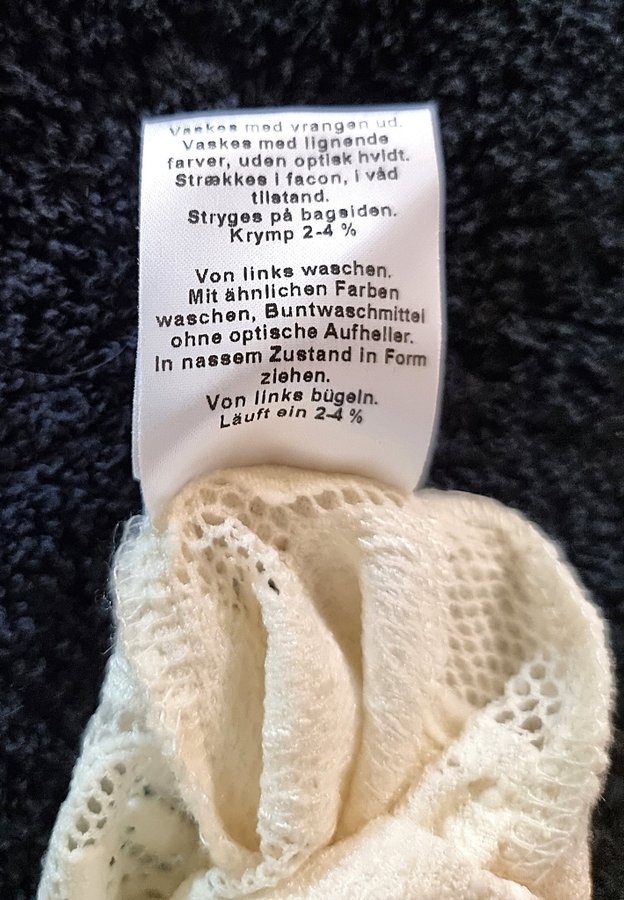 Vaskes med vrangen ud.
Vaskes med lignende
farver, uden optisk hvidt.
Strækkes i facon, i våd
tilstand.
Stryges på bagsiden.
Krymp 2-4 %
Von links waschen.
Mit ähnlichen Farben
waschen, Buntwaschmittel
ohne optische Aufheller.
In nassem Zustand in Form
ziehen.
Von links bügeln.
Läuft ein 2-4 %